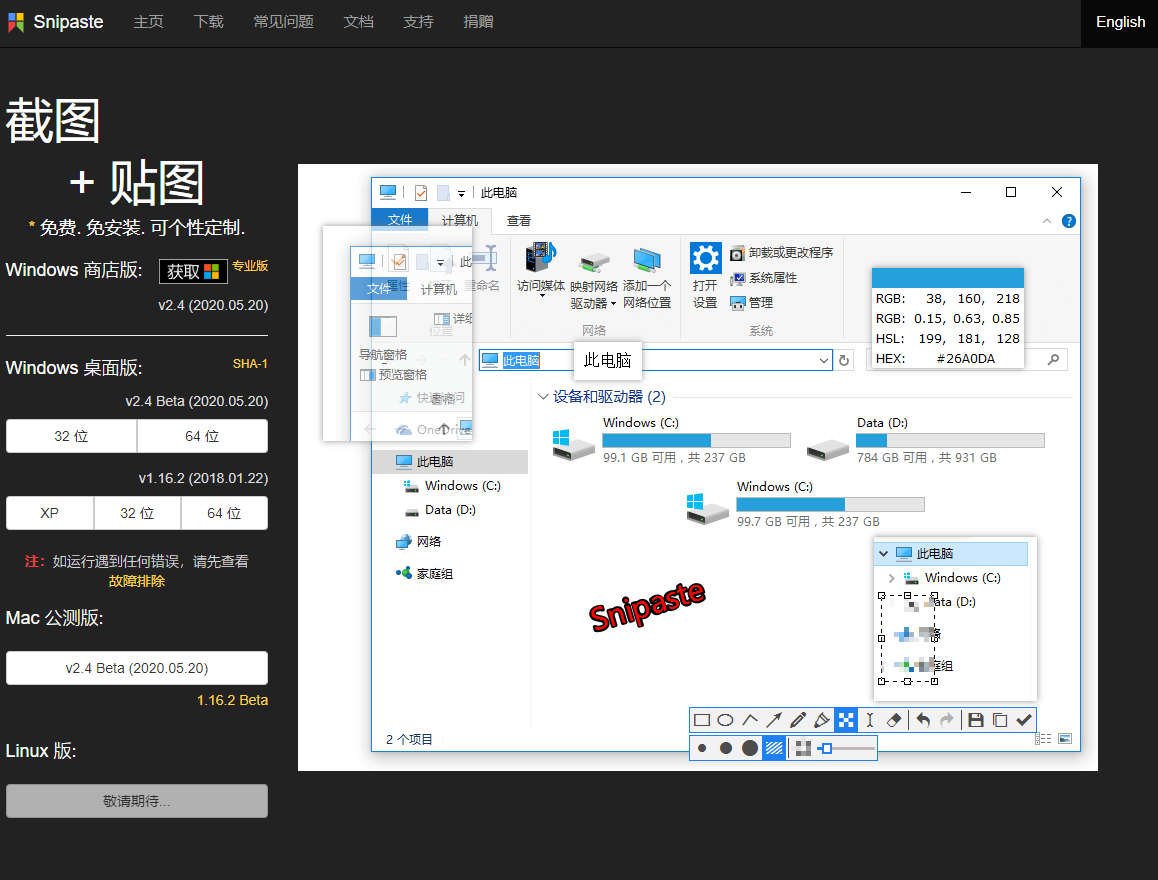 Snipaste 主页 下载 常见问题 文档 支持 捐赠 English
截图
+ 贴图
* 免费. 免安装. 可个性定制.
Windows 商店版: 获取 专业版
v2.4 (2020.05.20)
Windows 桌面版: SHA-1
v2.4 Beta (2020.05.20)
32 位 64 位
v1.16.2 (2018.01.22)
XP 32 位 64 位
注: 如运行遇到任何错误，请先查看
故障排除
Mac 公测版:
v2.4 Beta (2020.05.20)
1.16.2 Beta
Linux 版:
敬请期待...
此电脑
文件 计算机 查看
属性 重命名
访问媒体
映射网络
驱动器
添加一个
网络位置
网络
打开
设置
卸载或更改程序
系统属性
管理
系统
位置
文件 计算机
详细
导航窗格
预览窗格
窗格
快速访问
OneDrive
此电脑
此电脑
RGB: 38, 160, 218
RGB: 0.15, 0.63, 0.85
HSL: 199, 181, 128
HEX: #26A0DA
此电脑
Windows (C:)
Data (D:)
网络
家庭组
设备和驱动器 (2)
Windows (C:)
99.1 GB 可用，共 237 GB
Data (D:)
784 GB 可用，共 931 GB
Windows (C:)
99.7 GB 可用，共 237 GB
Snipaste
此电脑
Windows (C:)
ata (D:)
庭组
2 个项目